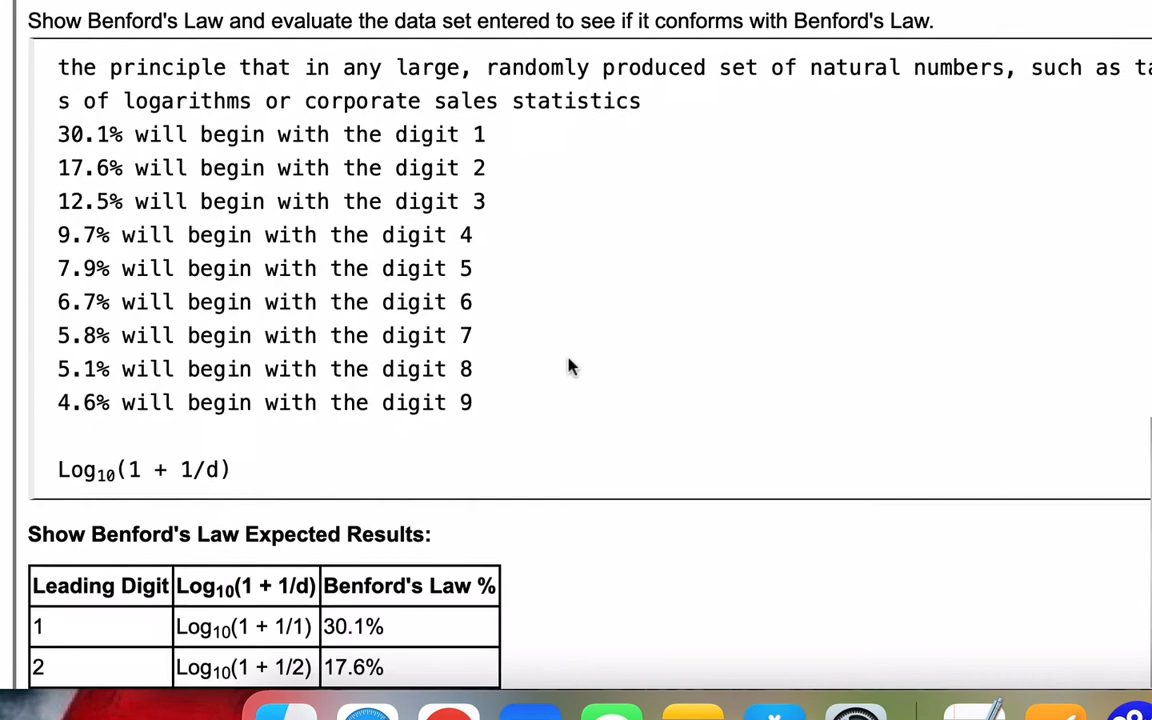 Show Benford's Law and evaluate the data set entered to see if it conforms with Benford's Law.
the principle that in any large, randomly produced set of natural numbers, such as
s of logarithms or corporate sales statistics
30.1% will begin with the digit 1
17.6% will begin with the digit 2
12.5% will begin with the digit 3
9.7% will begin with the digit 4
7.9% will begin with the digit 5
6.7% will begin with the digit 6
5.8% will begin with the digit 7
5.1% will begin with the digit 8
4.6% will begin with the digit 9
Log₁₀(1 + 1/d)
Show Benford's Law Expected Results:
Leading Digit Log₁₀(1 + 1/d) Benford's Law %
1 Log₁₀(1 + 1/1) 30.1%
2 Log₁₀(1 + 1/2) 17.6%